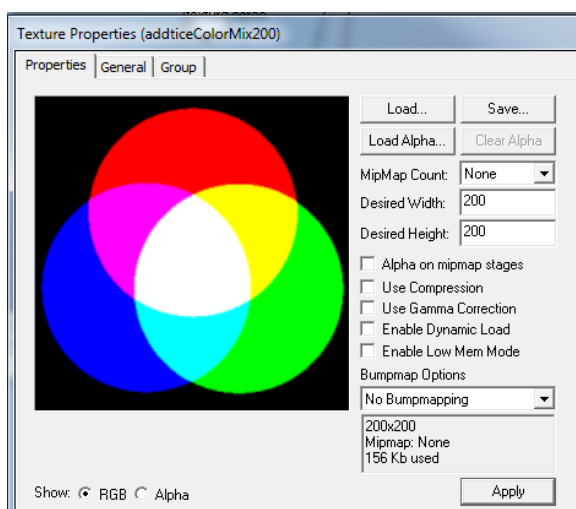 Texture Properties (addticeColorMix200)
Properties General Group
Load... Save...
Load Alpha... Clear Alpha
MipMap Count: None
Desired Width: 200
Desired Height: 200
Alpha on mipmap stages
Use Compression
Use Gamma Correction
Enable Dynamic Load
Enable Low Mem Mode
Bumpmap Options
No Bumpmapping
200x200
Mipmap: None
156 Kb used
Show: RGB Alpha
Apply